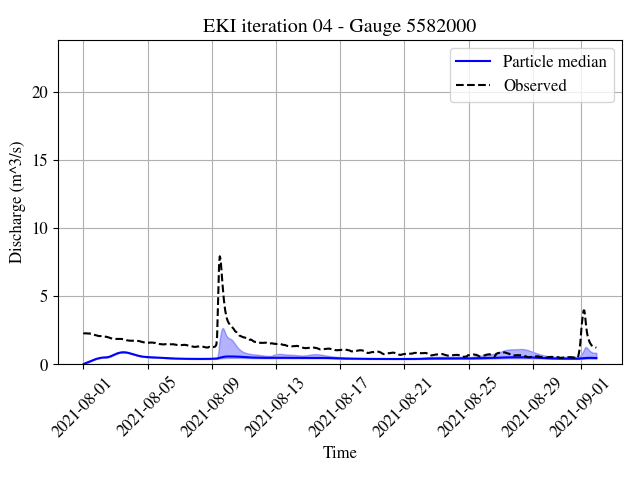 EKI iteration 04 - Gauge 5582000
Particle median
Observed
Discharge (m^3/s)
20
15
10
5
0
2021-08-01
2021-08-05
2021-08-09
2021-08-13
2021-08-17
2021-08-21
2021-08-25
2021-08-29
2021-09-01
Time